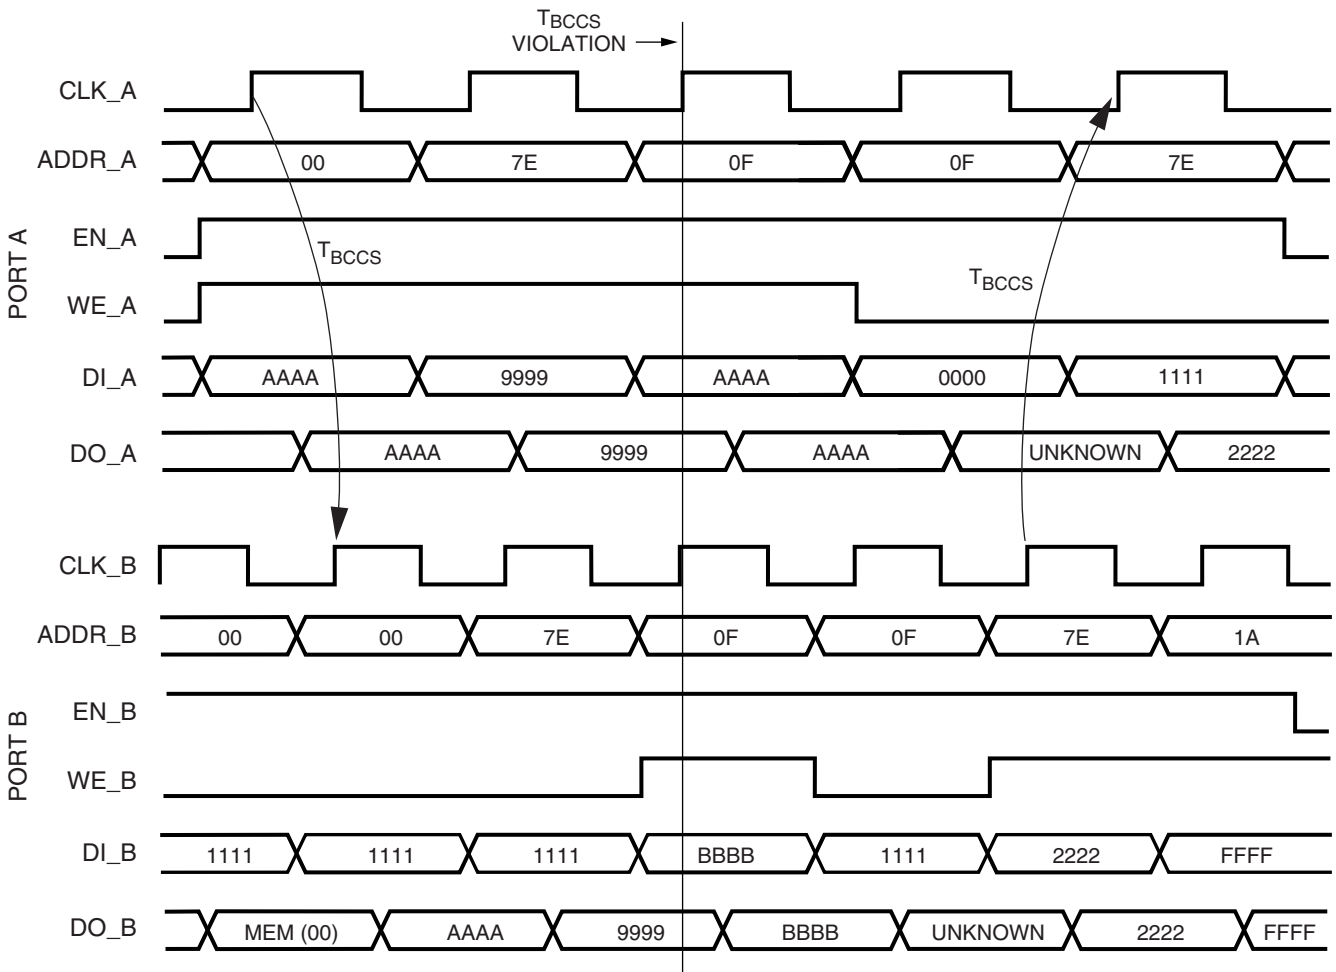 TBCCS
VIOLATION
CLK_A
ADDR_A 00 7E 0F 0F 7E
PORT A
EN_A
TBCCS
WE_A
TBCCS
DI_A AAAA 9999 AAAA 0000 1111
DO_A AAAA 9999 AAAA UNKNOWN 2222
CLK_B
ADDR_B 00 00 7E 0F 0F 7E 1A
PORT B
EN_B
WE_B
DI_B 1111 1111 1111 BBBB 1111 2222 FFFF
DO_B MEM (00) AAAA 9999 BBBB UNKNOWN 2222 FFFF